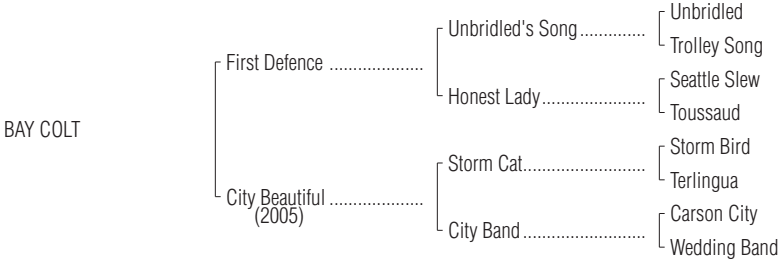 Unbridled
Unbridled's Song..............
Trolley Song
First Defence ....................
Seattle Slew
Honest Lady......................
Toussaud
BAY COLT
Storm Bird
Storm Cat..........................
Terlingua
City Beautiful ....................
(2005)
Carson City
City Band ..........................
Wedding Band